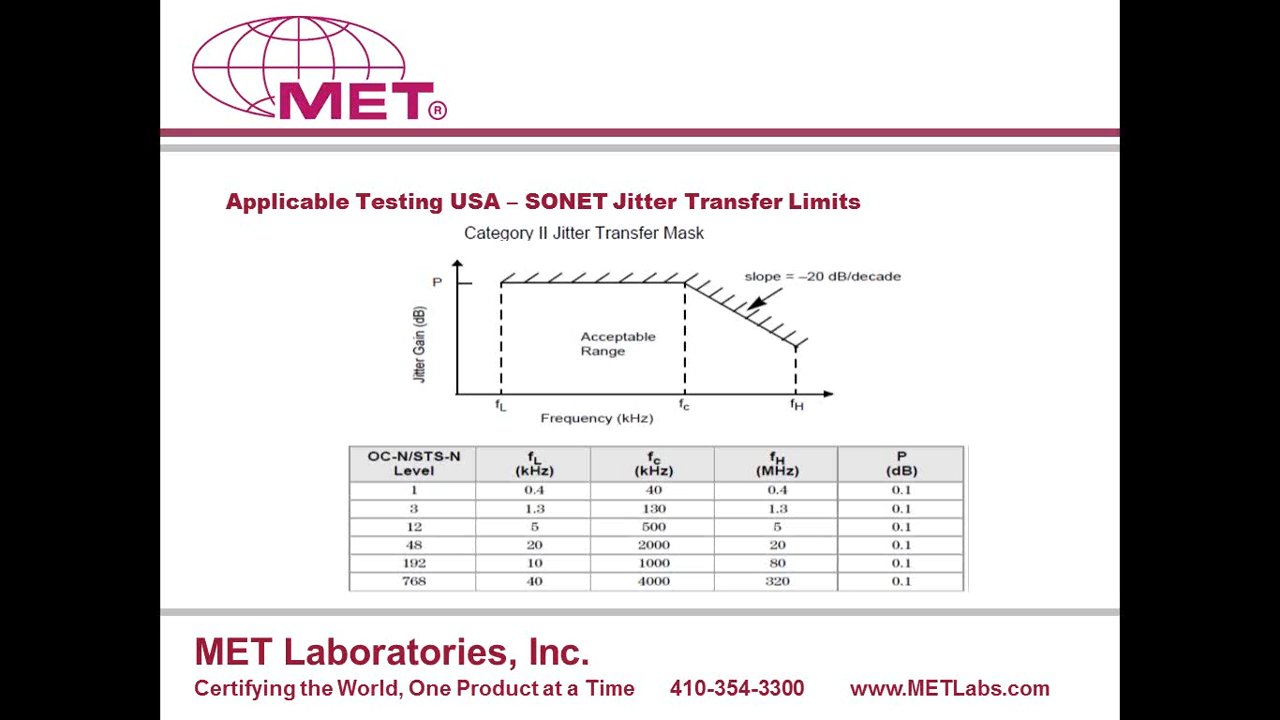 MET®
Applicable Testing USA – SONET Jitter Transfer Limits
Category II Jitter Transfer Mask
P
slope = –20 dB/decade
Jitter Gain (dB)
Acceptable
Range
fL fc fH
Frequency (kHz)
OC-N/STS-N Level fL (kHz) fc (kHz) fH (MHz) P (dB)
1 0.4 40 0.4 0.1
3 1.3 130 1.3 0.1
12 5 500 5 0.1
48 20 2000 20 0.1
192 10 1000 80 0.1
768 40 4000 320 0.1
MET Laboratories, Inc.
Certifying the World, One Product at a Time 410-354-3300 www.METLabs.com